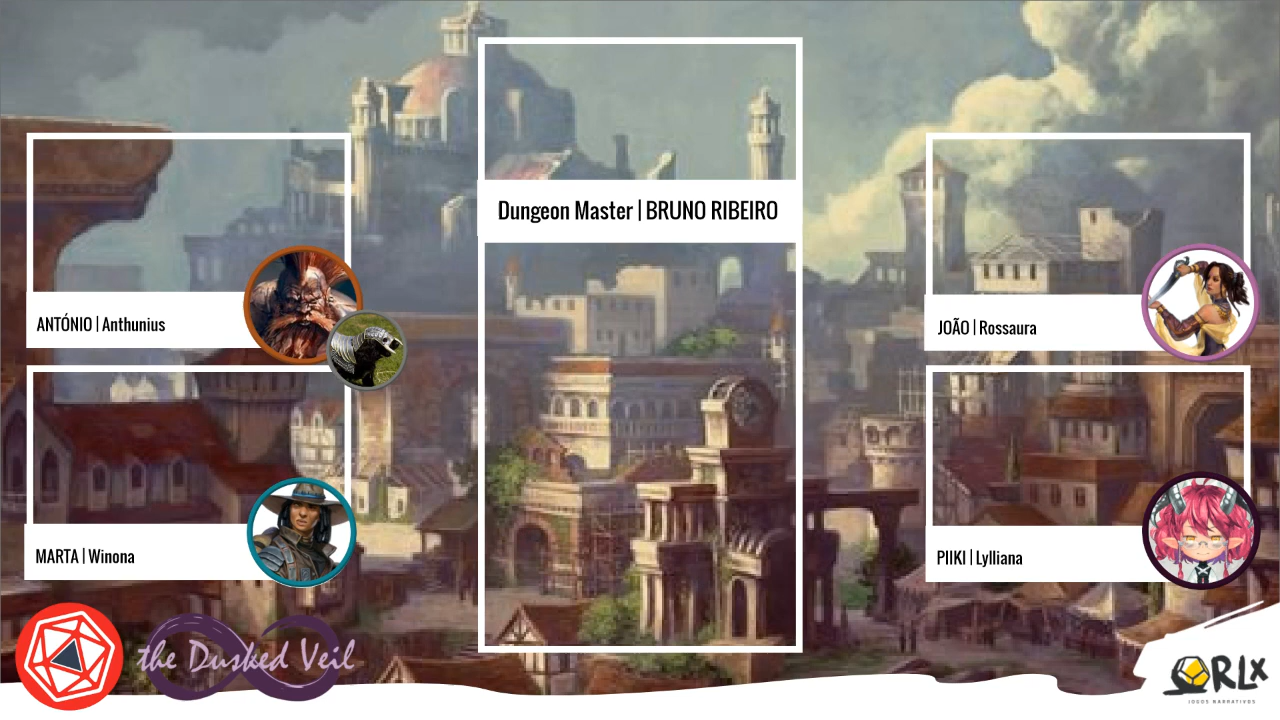 Dungeon Master | BRUNO RIBEIRO
ANTÓNIO | Anthunius
JOÃO | Rossaura
MARTA | Winona
PIIKI | Lylliana
the Dusked Veil
RLx
JOGOS NARRATIVOS